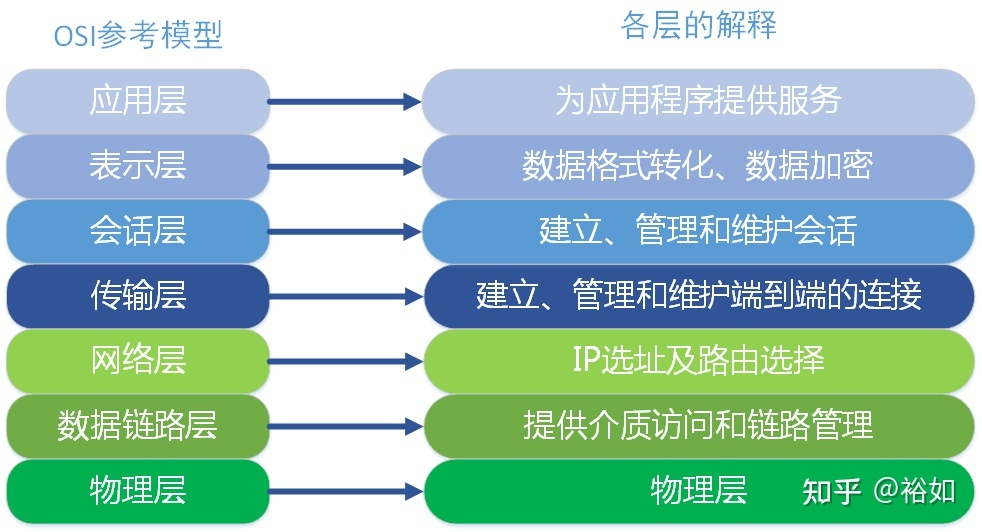 OSI参考模型
各层的解释
应用层
为应用程序提供服务
表示层
数据格式转化、数据加密
会话层
建立、管理和维护会话
传输层
建立、管理和维护端到端的连接
网络层
IP选址及路由选择
数据链路层
提供介质访问和链路管理
物理层
物理层
知乎 @裕如